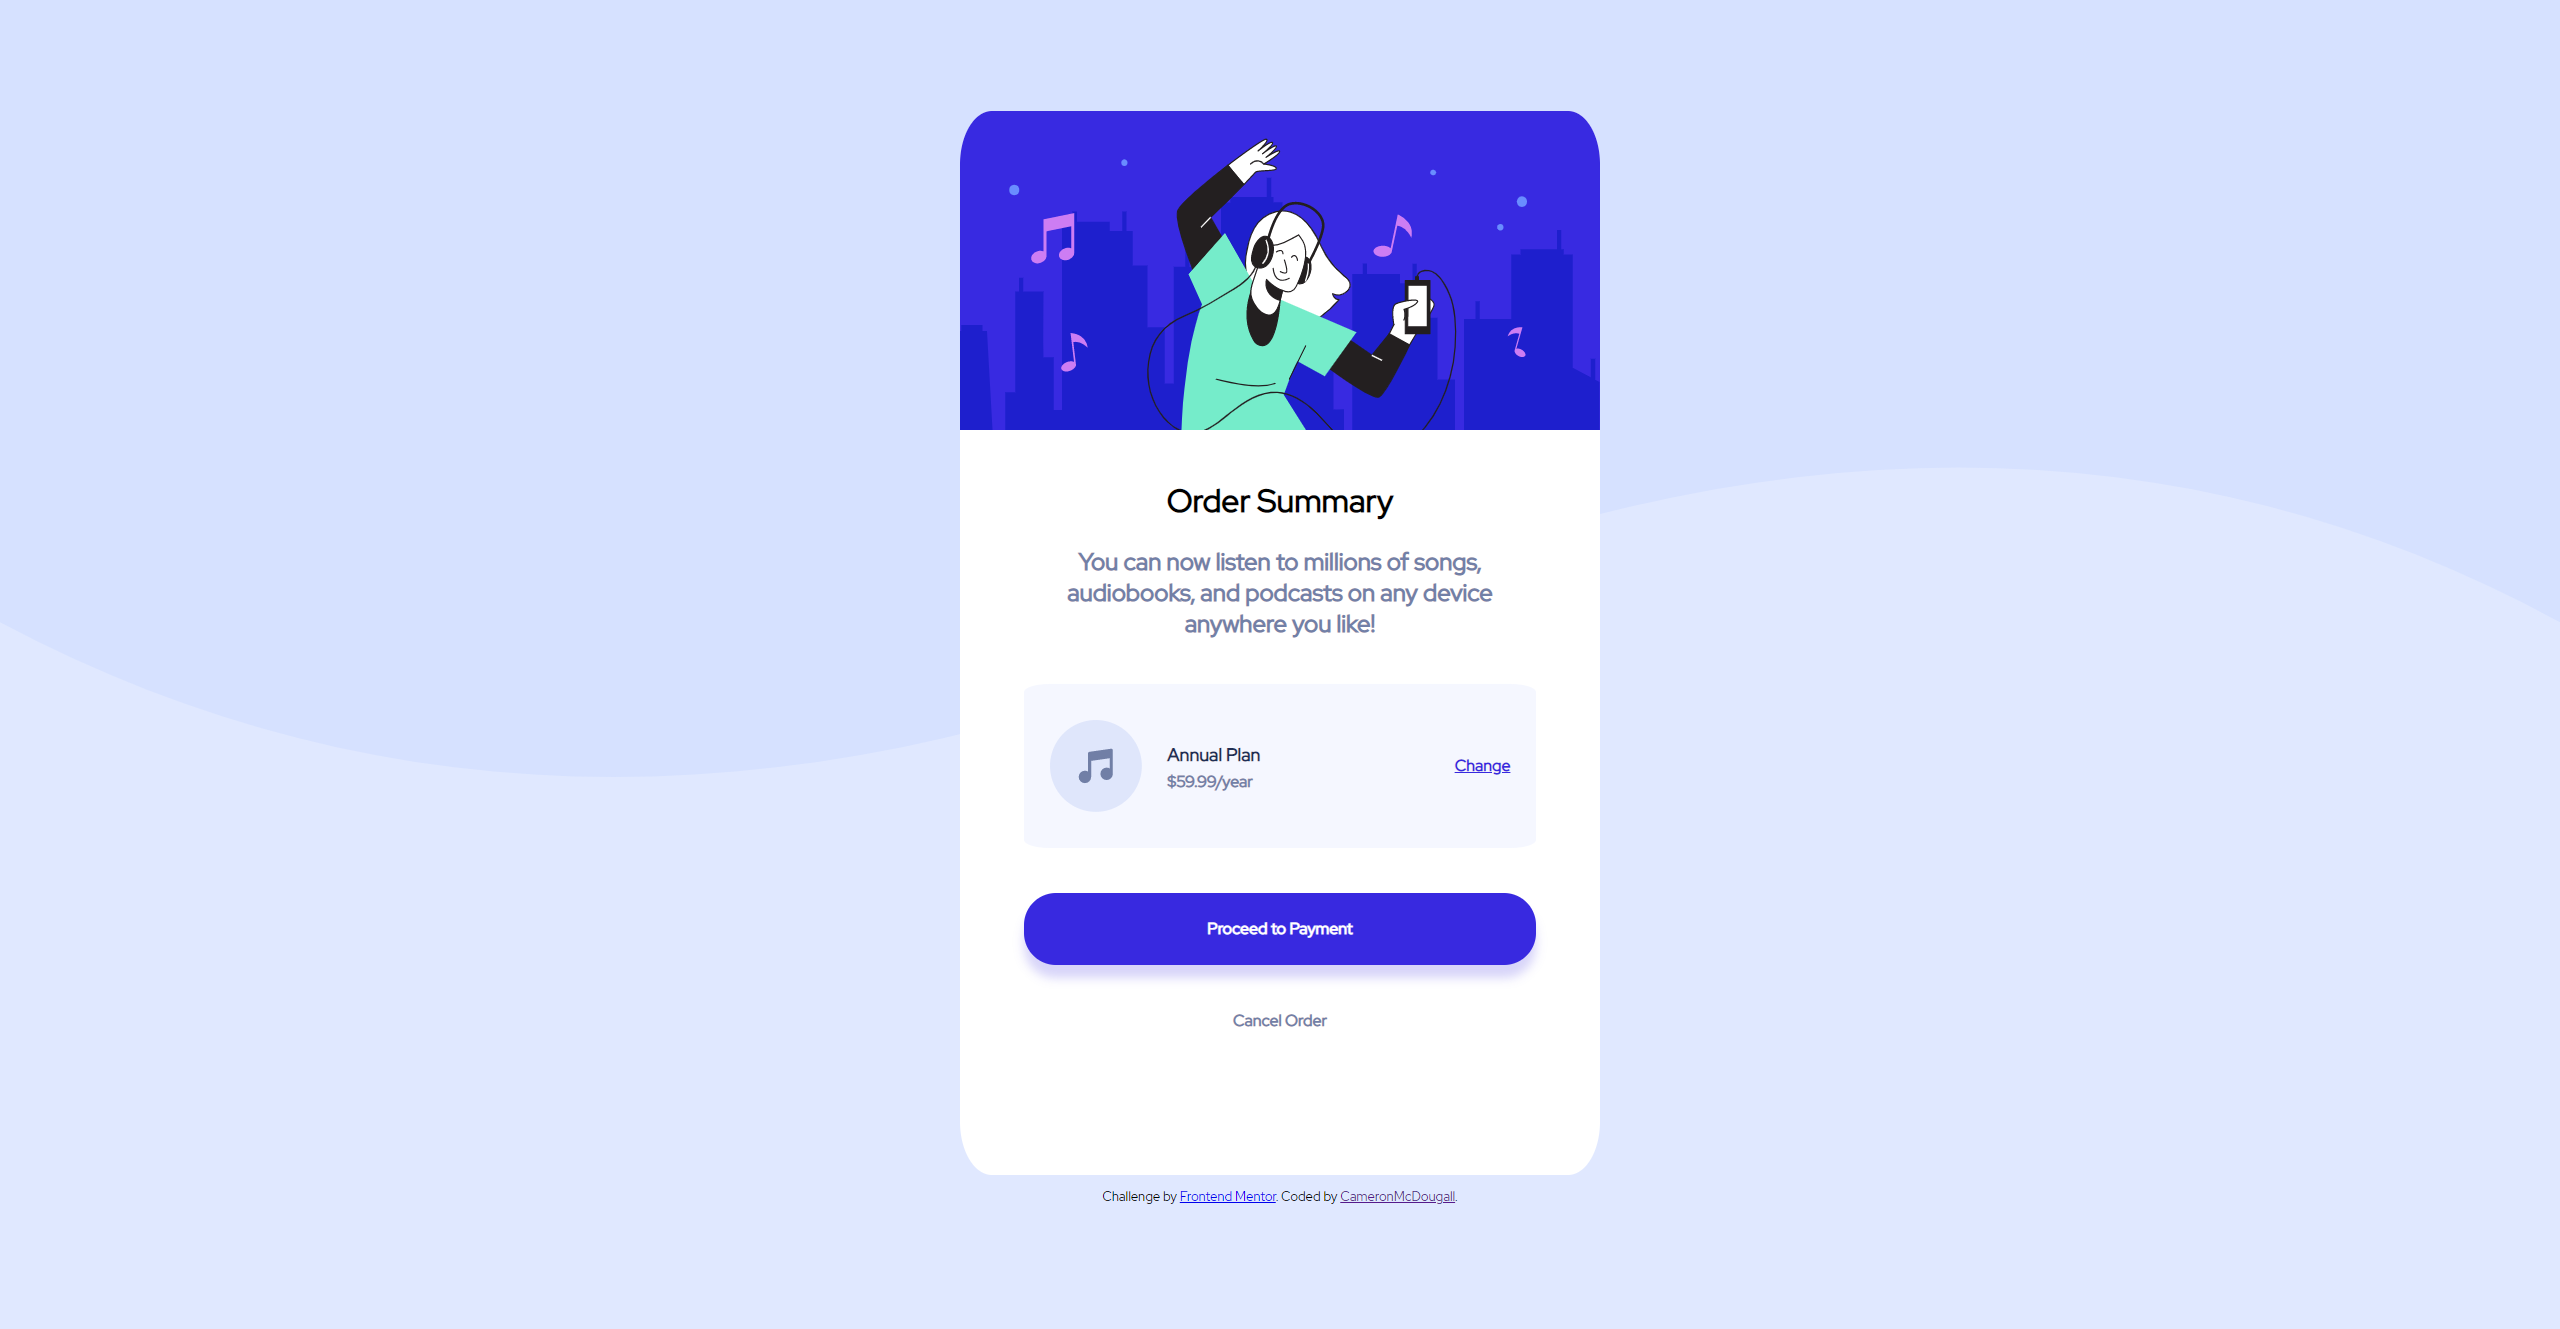 Order Summary
You can now listen to millions of songs,
audiobooks, and podcasts on any device
anywhere you like!
Annual Plan
$59.99/year
Change
Proceed to Payment
Cancel Order
Challenge by Frontend Mentor. Coded by CameronMcDougall.